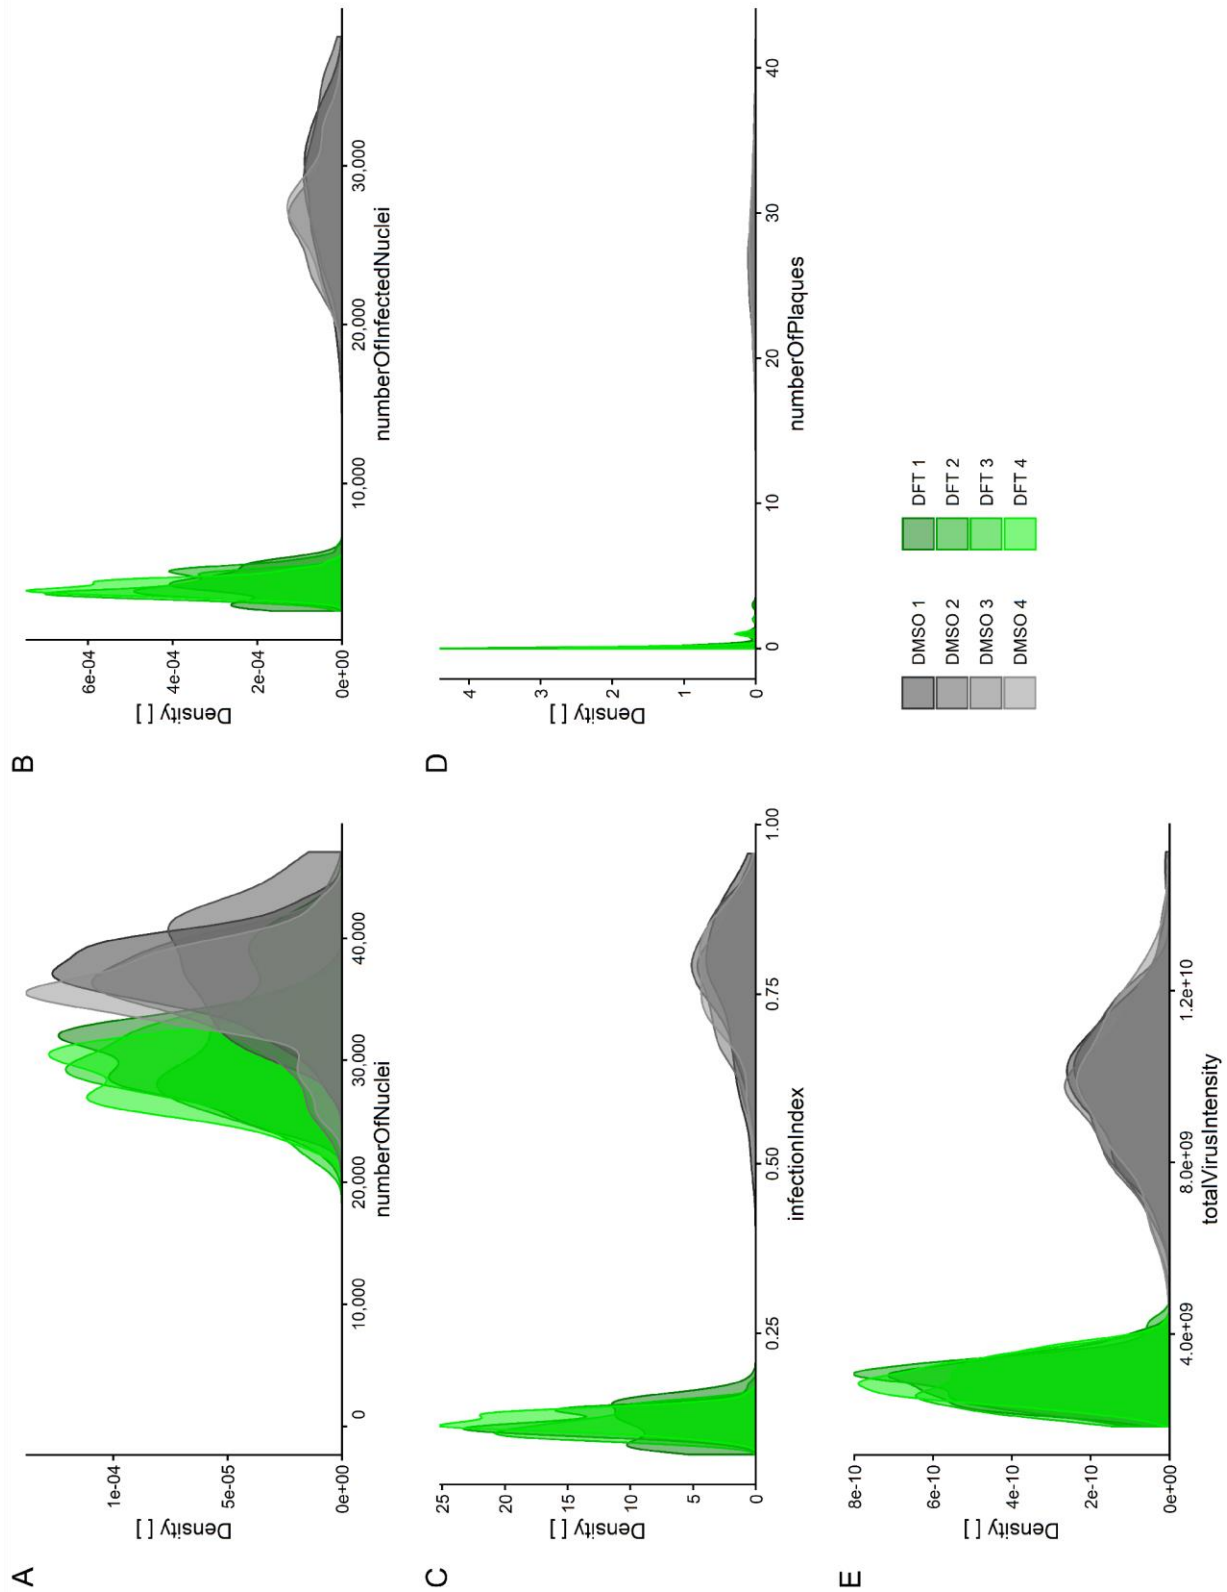 A
Density [ ]
1e-04
5e-05
0e+00
0
10,000
20,000
30,000
40,000
numberOfNuclei
B
Density [ ]
6e-04
4e-04
2e-04
0e+00
10,000
20,000
30,000
numberOfInfectedNuclei
C
Density [ ]
25
20
15
10
5
0
0.25
0.50
0.75
1.00
infectionIndex
D
Density [ ]
4
3
2
1
0
0
10
20
30
40
numberOfPlaques
E
Density [ ]
8e-10
6e-10
4e-10
2e-10
0e+00
4.0e+09
8.0e+09
1.2e+10
totalVirusIntensity
DMSO 1
DMSO 2
DMSO 3
DMSO 4
DFT 1
DFT 2
DFT 3
DFT 4